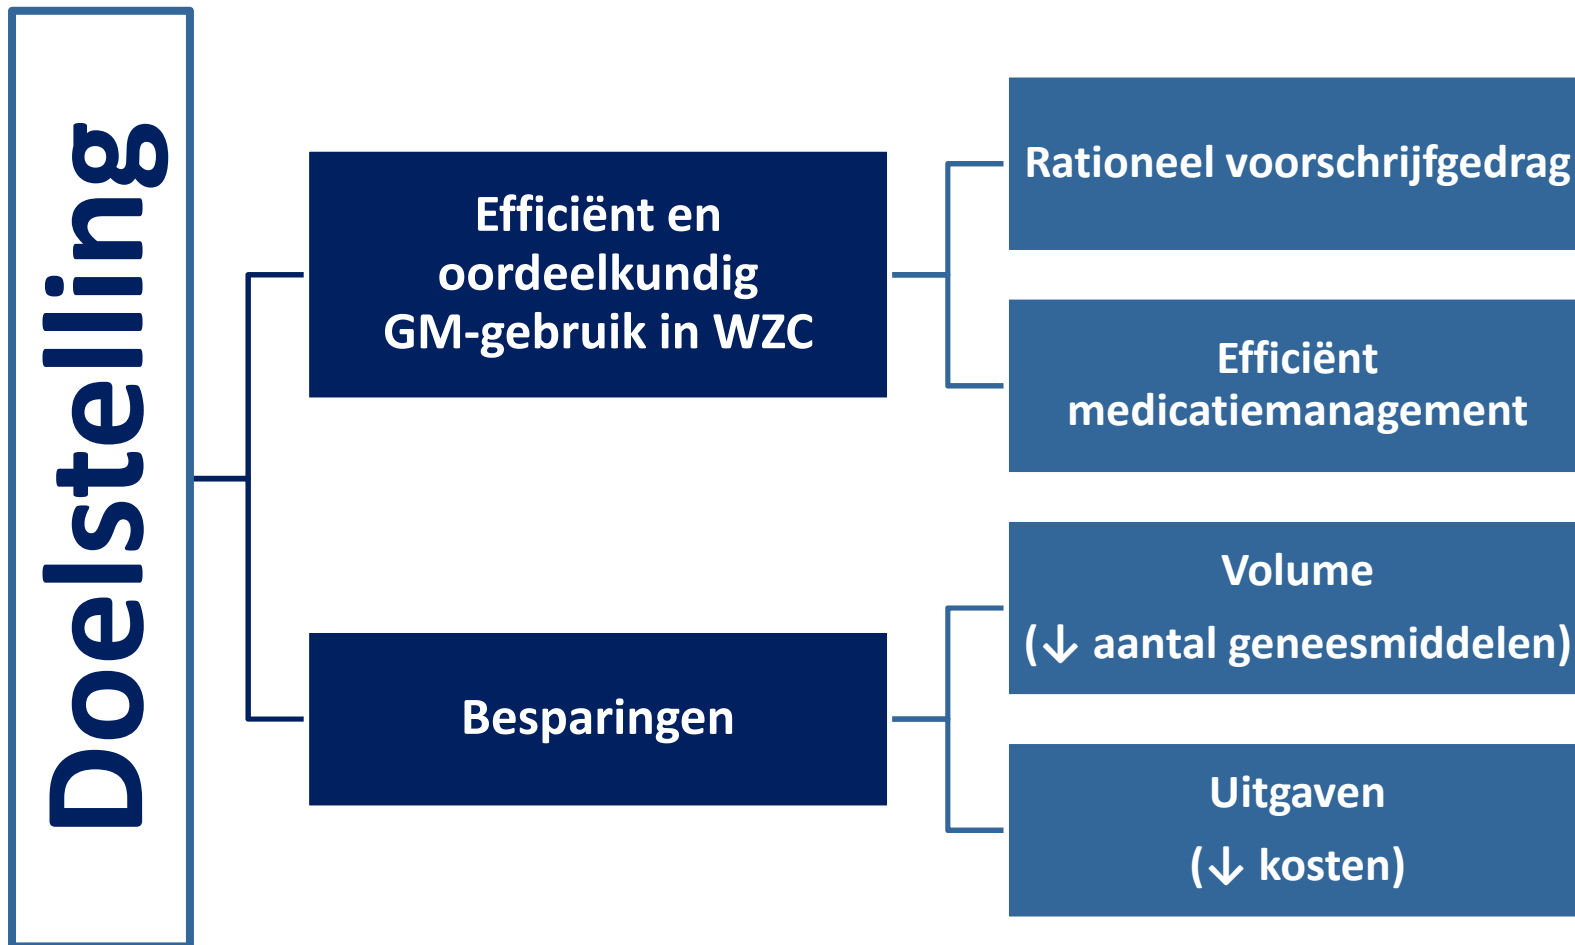 Doelstelling
Efficiënt en
oordeelkundig
GM-gebruik in WZC
Rationeel voorschrijfgedrag
Efficiënt
medicatiemanagement
Besparingen
Volume
(↓ aantal geneesmiddelen)
Uitgaven
(↓ kosten)